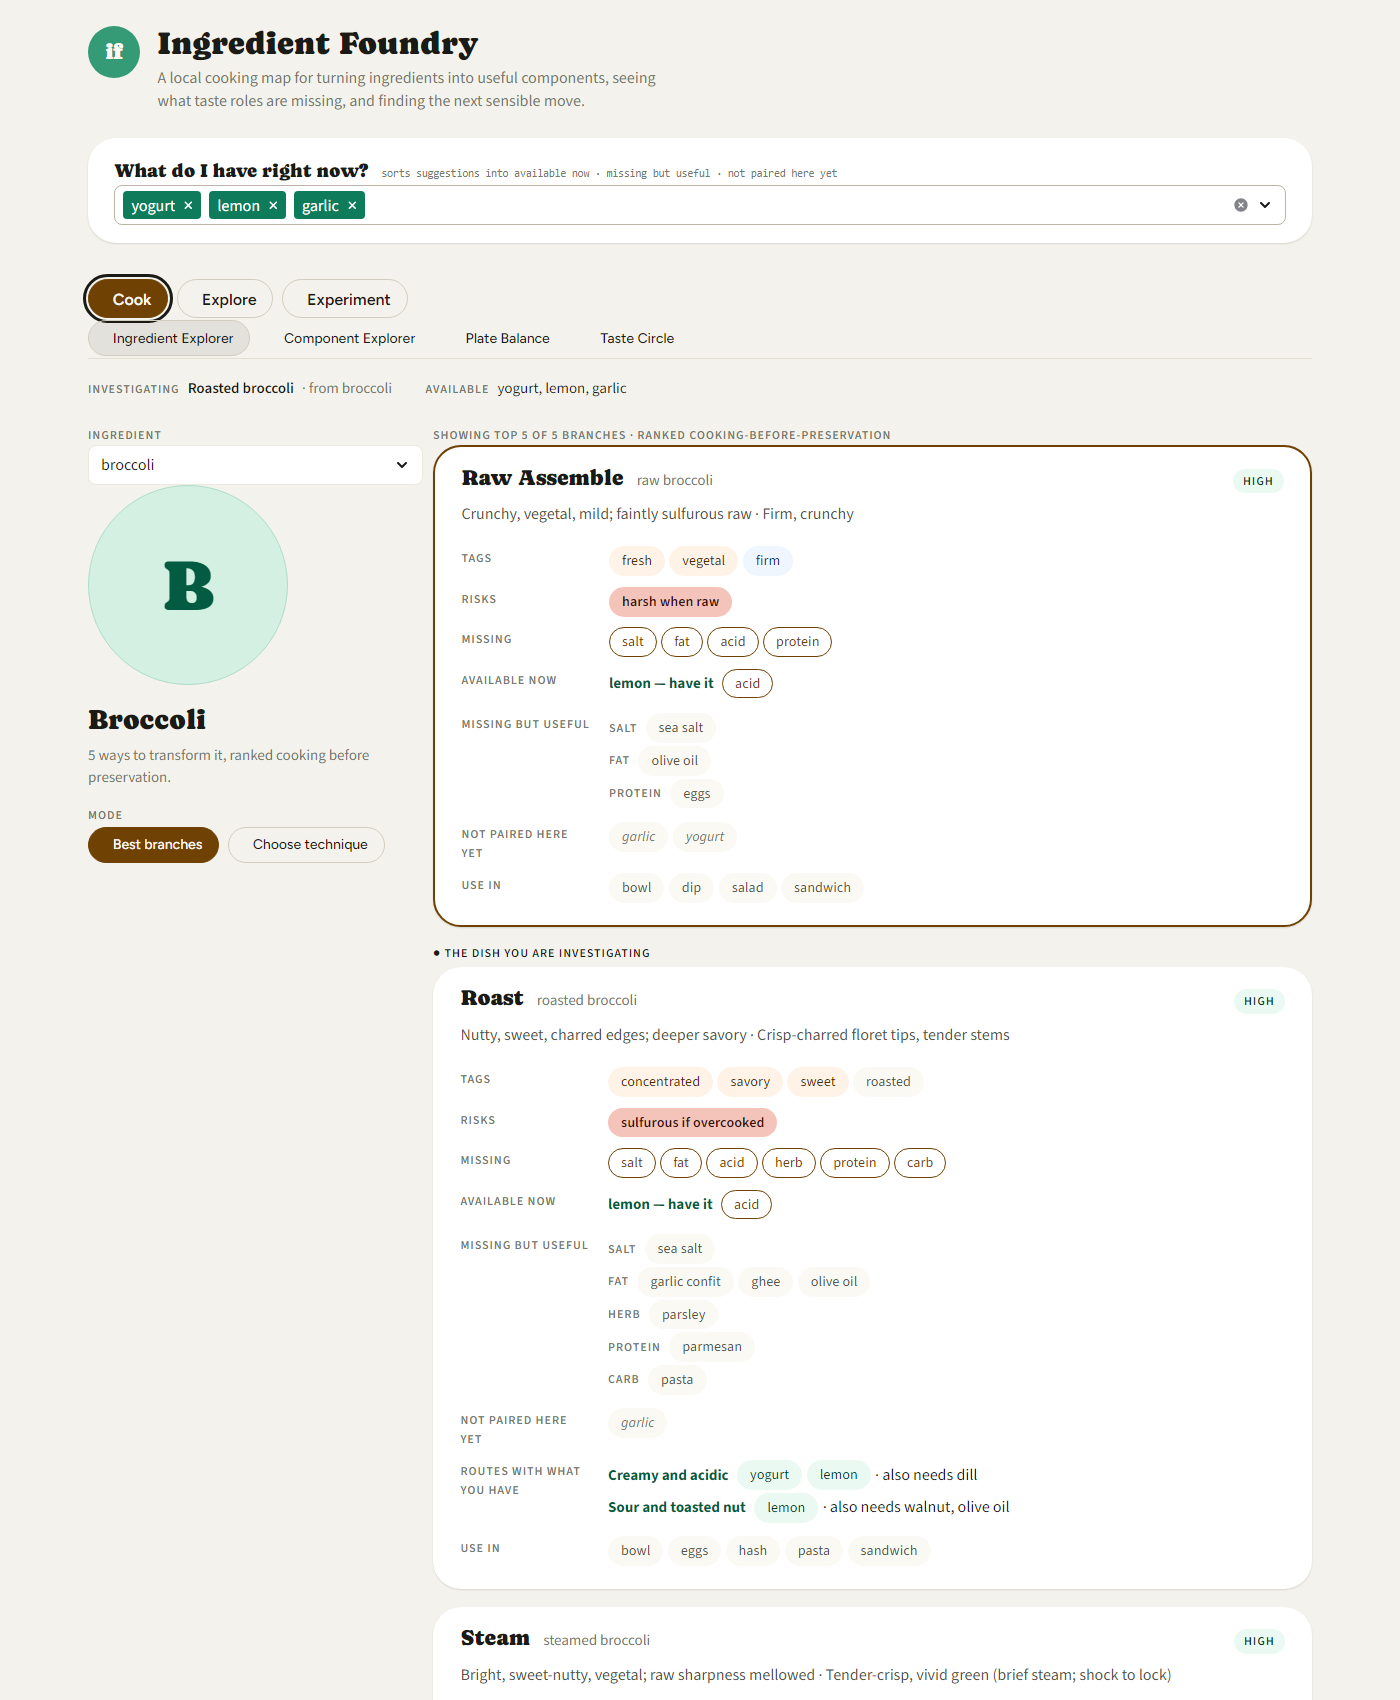 if
Ingredient Foundry
A local cooking map for turning ingredients into useful components, seeing
what taste roles are missing, and finding the next sensible move.
What do I have right now? sorts suggestions into available now · missing but useful · not paired here yet
yogurt × lemon × garlic ×
Cook Explore Experiment
Ingredient Explorer Component Explorer Plate Balance Taste Circle
INVESTIGATING Roasted broccoli · from broccoli AVAILABLE yogurt, lemon, garlic
INGREDIENT
broccoli
B
Broccoli
5 ways to transform it, ranked cooking before
preservation.
MODE
Best branches Choose technique
SHOWING TOP 5 OF 5 BRANCHES · RANKED COOKING-BEFORE-PRESERVATION
Raw Assemble raw broccoli HIGH
Crunchy, vegetal, mild; faintly sulfurous raw · Firm, crunchy
TAGS fresh vegetal firm
RISKS harsh when raw
MISSING salt fat acid protein
AVAILABLE NOW lemon — have it acid
MISSING BUT USEFUL SALT sea salt
FAT olive oil
PROTEIN eggs
NOT PAIRED HERE YET garlic yogurt
USE IN bowl dip salad sandwich
● THE DISH YOU ARE INVESTIGATING
Roast roasted broccoli HIGH
Nutty, sweet, charred edges; deeper savory · Crisp-charred floret tips, tender stems
TAGS concentrated savory sweet roasted
RISKS sulfurous if overcooked
MISSING salt fat acid herb protein carb
AVAILABLE NOW lemon — have it acid
MISSING BUT USEFUL SALT sea salt
FAT garlic confit ghee olive oil
HERB parsley
PROTEIN parmesan
CARB pasta
NOT PAIRED HERE YET garlic
ROUTES WITH WHAT YOU HAVE Creamy and acidic yogurt lemon · also needs dill
Sour and toasted nut lemon · also needs walnut, olive oil
USE IN bowl eggs hash pasta sandwich
Steam steamed broccoli HIGH
Bright, sweet-nutty, vegetal; raw sharpness mellowed · Tender-crisp, vivid green (brief steam; shock to lock)